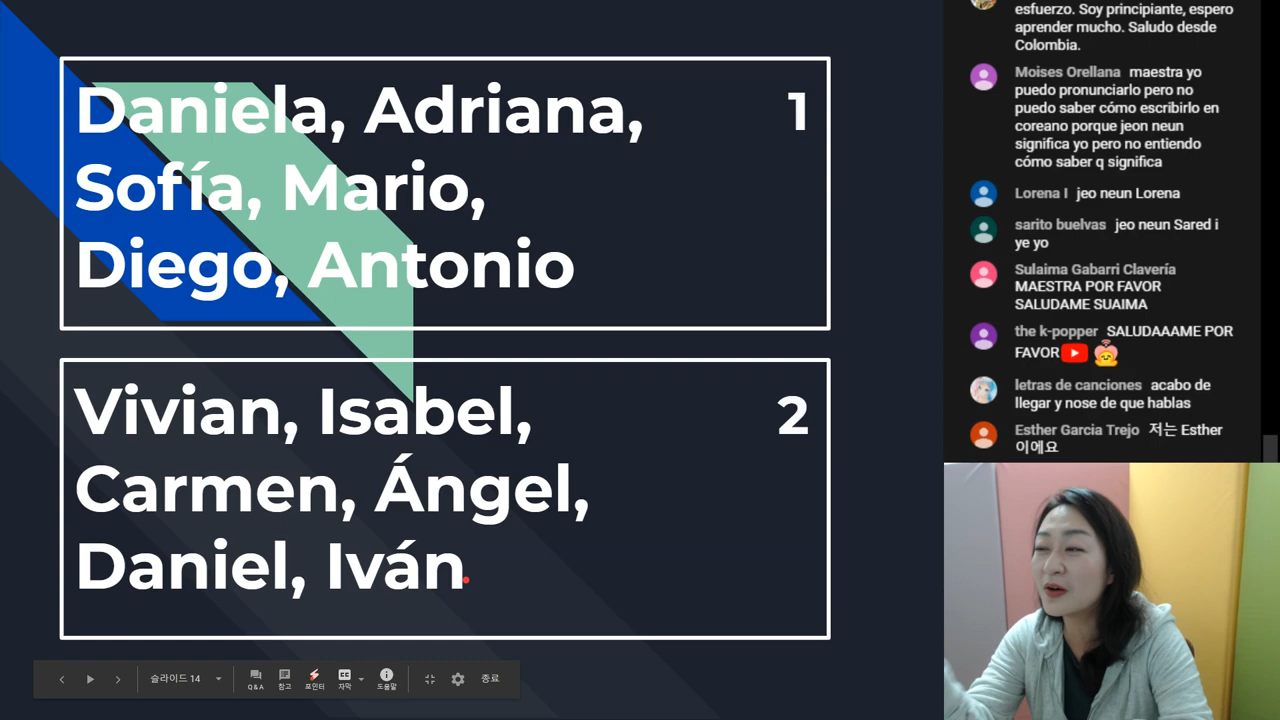 Daniela, Adriana,
Sofía, Mario,
Diego, Antonio
1
Vivian, Isabel,
Carmen, Ángel,
Daniel, Iván
2
슬라이드 14
Q&A
참고
포인터
자막
도움말
종료
esfuerzo. Soy principiante, espero
aprender mucho. Saludo desde
Colombia.
Moises Orellana maestra yo
puedo pronunciarlo pero no
puedo saber cómo escribirlo en
coreano porque jeon neun
significa yo pero no entiendo
cómo saber q significa
Lorena I jeo neun Lorena
sarito buelvas jeo neun Sared i
ye yo
Sulaima Gabarri Clavería
MAESTRA POR FAVOR
SALUDAME SUAIMA
the k-popper SALUDAAAME POR
FAVOR
letras de canciones acabo de
llegar y nose de que hablas
Esther Garcia Trejo 저는 Esther
이에요